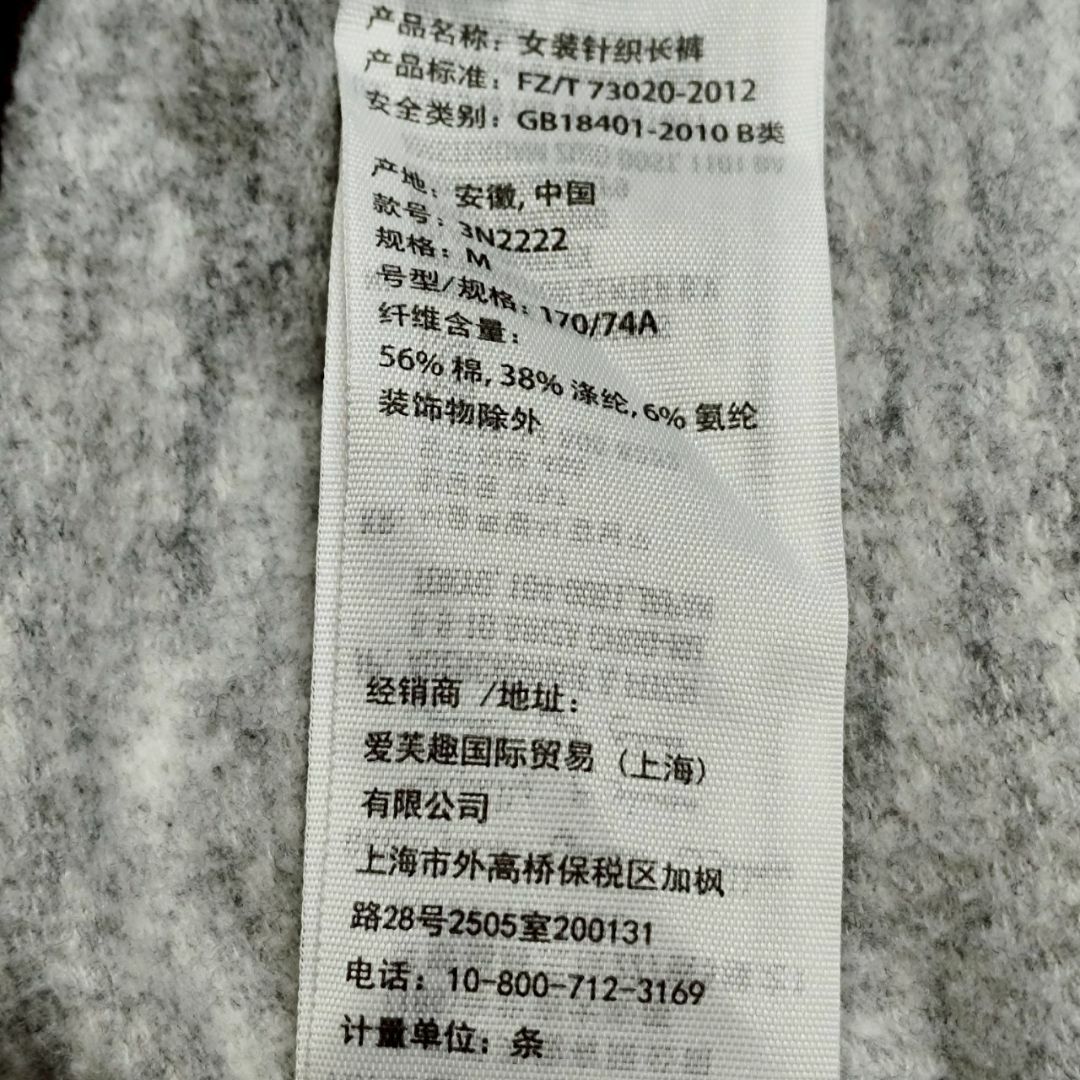 产品名称：女装针织长裤
产品标准：FZ/T 73020-2012
安全类别：GB18401-2010 B类
产地：安徽, 中国
款号：3N2222
规格：M
号型/规格：170/74A
纤维含量：
56% 棉, 38% 涤纶, 6% 氨纶
装饰物除外
经销商 /地址：
爱芙趣国际贸易 (上海)
有限公司
上海市外高桥保税区加枫
路28号2505室200131
电话：10-800-712-3169
计量单位：条